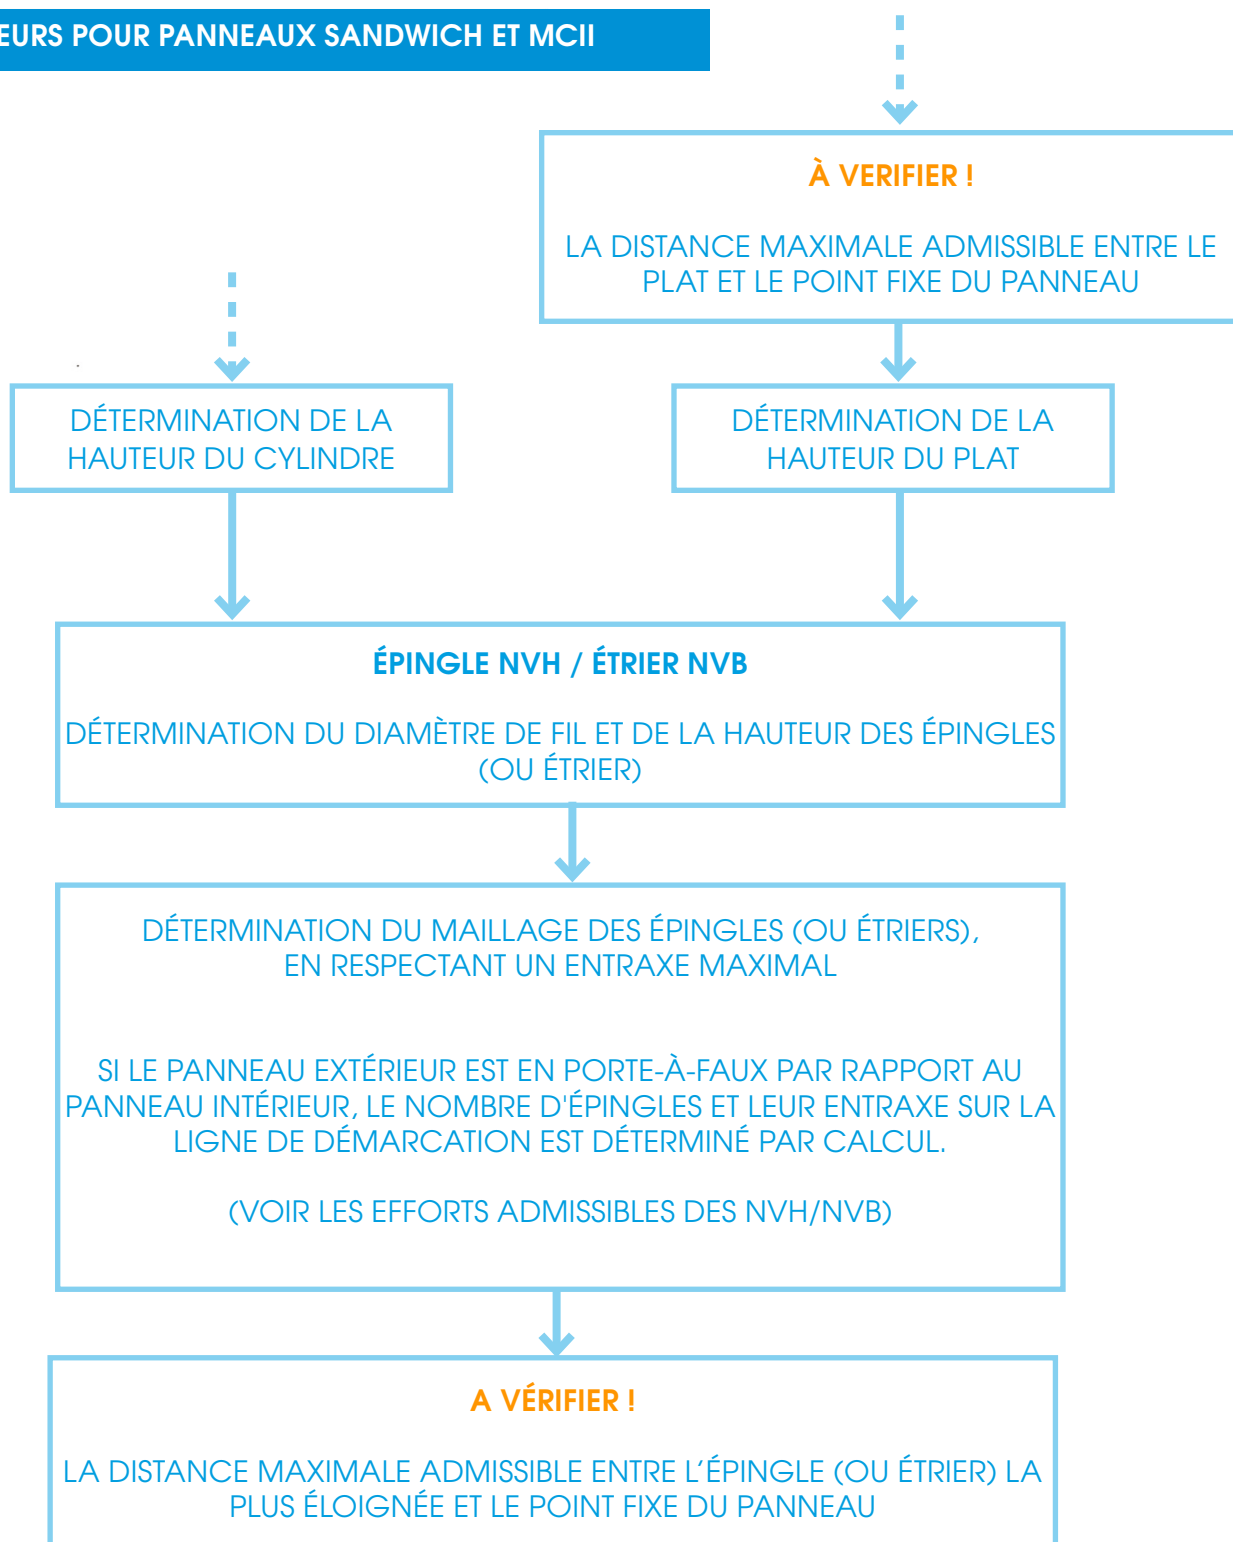 EURS POUR PANNEAUX SANDWICH ET MCII
À VERIFIER !
LA DISTANCE MAXIMALE ADMISSIBLE ENTRE LE
PLAT ET LE POINT FIXE DU PANNEAU
DÉTERMINATION DE LA
HAUTEUR DU CYLINDRE
DÉTERMINATION DE LA
HAUTEUR DU PLAT
ÉPINGLE NVH / ÉTRIER NVB
DÉTERMINATION DU DIAMÈTRE DE FIL ET DE LA HAUTEUR DES ÉPINGLES
(OU ÉTRIER)
DÉTERMINATION DU MAILLAGE DES ÉPINGLES (OU ÉTRIERS),
EN RESPECTANT UN ENTRAXE MAXIMAL
SI LE PANNEAU EXTÉRIEUR EST EN PORTE-À-FAUX PAR RAPPORT AU
PANNEAU INTÉRIEUR, LE NOMBRE D'ÉPINGLES ET LEUR ENTRAXE SUR LA
LIGNE DE DÉMARCATION EST DÉTERMINÉ PAR CALCUL.
(VOIR LES EFFORTS ADMISSIBLES DES NVH/NVB)
A VÉRIFIER !
LA DISTANCE MAXIMALE ADMISSIBLE ENTRE L’ÉPINGLE (OU ÉTRIER) LA
PLUS ÉLOIGNÉE ET LE POINT FIXE DU PANNEAU